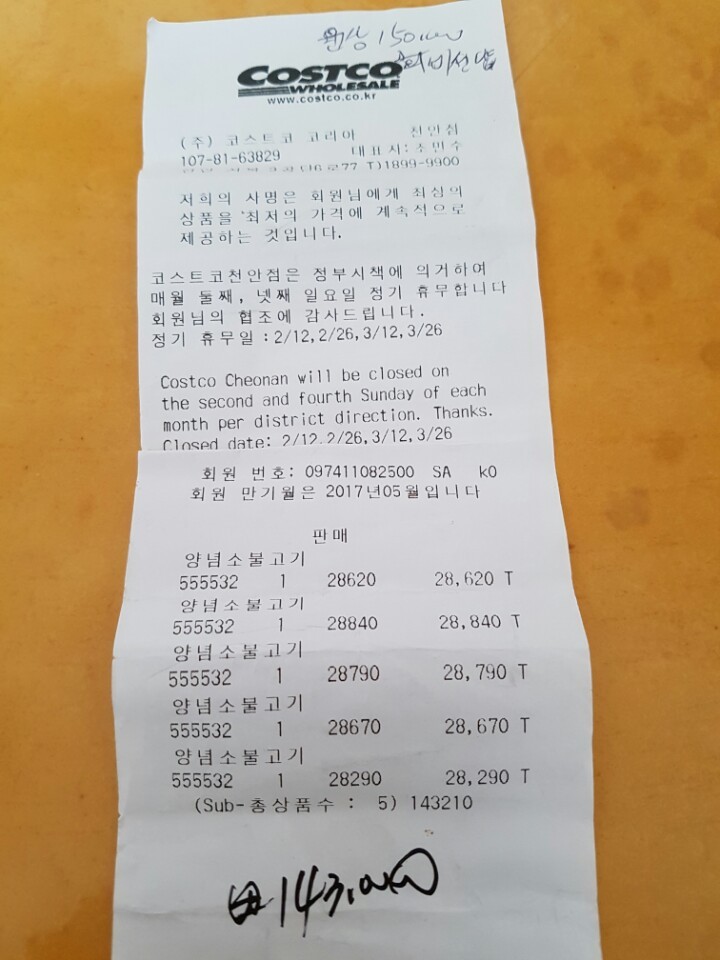 150,000
COSTCO
WHOLESALE
www.costco.co.kr
(주) 코스트코 코리아 천안점
107-81-63829 대표사:조민수
77 T)1899-9900
저희의 사명은 회원님에게 최상의
상품을 최저의 가격에 계속적으로
제공하는 것입니다.
코스트코천안점은 정부시책에 의거하여
매월 둘째, 넷째 일요일 정기 휴무합니다
회원님의 협조에 감사드립니다.
정기 휴무일 :2/12,2/26,3/12,3/26
Costco Cheonan will be closed on
the second and fourth Sunday of each
month per district direction. Thanks.
Closed date: 2/12,2/26,3/12,3/26
회원 번호: 097411082500 SA k0
회원 만기월은 2017년05월입니다
판매
양념소불고기
555532 1 28620 28,620 T
양념소불고기
555532 1 28840 28,840 T
양념소불고기
555532 1 28790 28,790 T
양념소불고기
555532 1 28670 28,670 T
양념소불고기
555532 1 28290 28,290 T
(Sub-총상품수 : 5) 143210
143,000